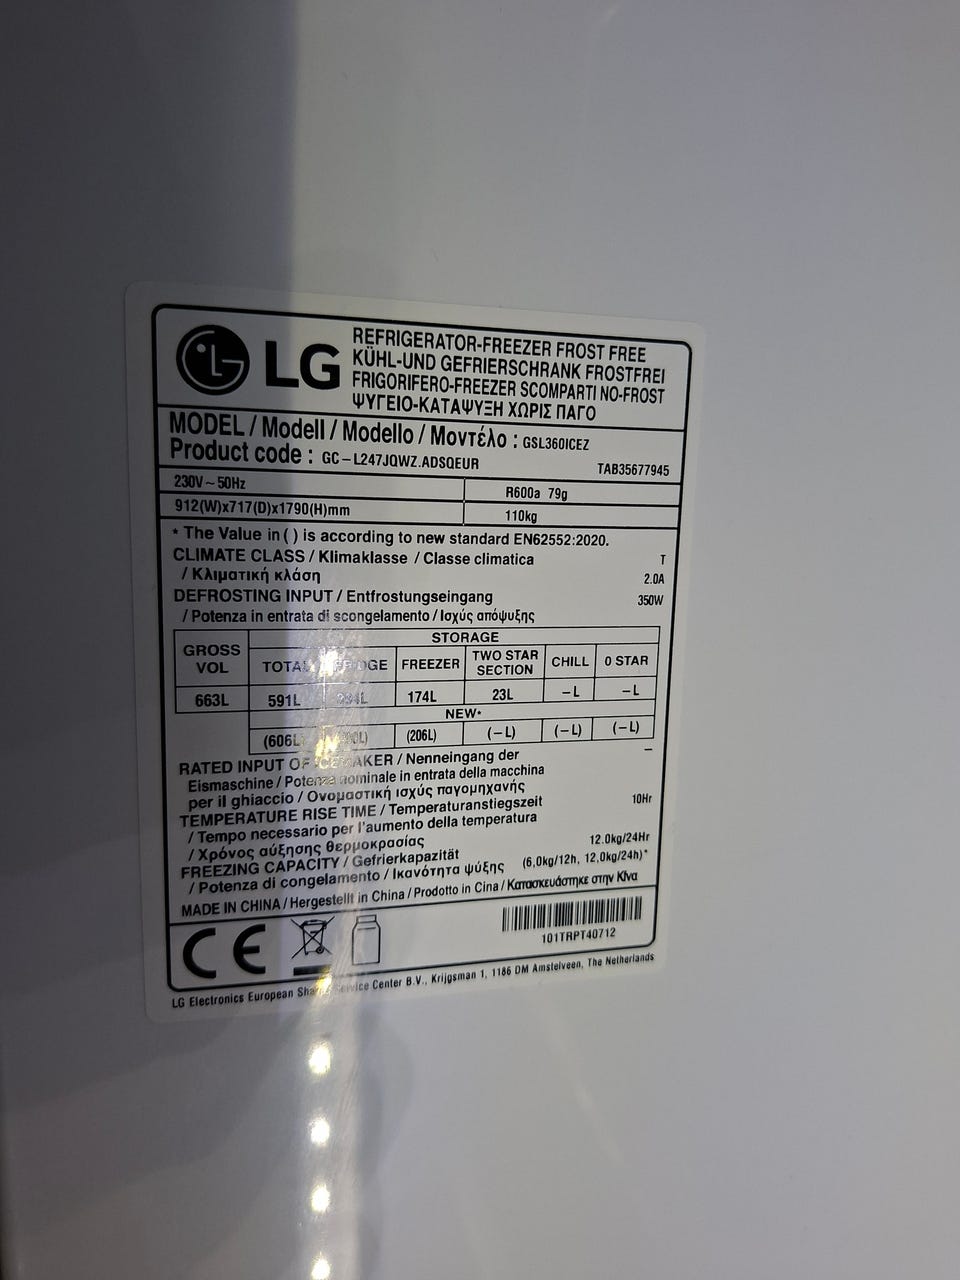 LG
REFRIGERATOR-FREEZER FROST FREE
KÜHL-UND GEFRIERSCHRANK FROSTFREI
FRIGORIFERO-FREEZER SCOMPARTI NO-FROST
ΨΥΓΕΙΟ-ΚΑΤΑΨΥΞΗ ΧΩΡΙΣ ΠΑΓΟ
MODEL / Modell / Modello / Μοντέλο : GSL360ICEZ
Product code : GC-L247JQWZ.ADSQEUR TAB35677945
230V~50Hz R600a 79g
912(W)x717(D)x1790(H)mm 110kg
* The Value in ( ) is according to new standard EN62552:2020.
CLIMATE CLASS / Klimaklasse / Classe climatica T
/ Κλιματική κλάση 2.0A
DEFROSTING INPUT / Entfrostungseingang 350W
/ Potenza in entrata di scongelamento / Ισχύς απόψυξης
GROSS VOL STORAGE
TOTAL FRIDGE FREEZER TWO STAR SECTION CHILL 0 STAR
663L 591L 174L 23L -L -L
NEW*
(606L) (206L) (-L) (-L) (-L)
RATED INPUT OF ICEMAKER / Nenneingang der –
Eismaschine / Potenza nominale in entrata della macchina
per il ghiaccio / Ονομαστική ισχύς παγομηχανής
TEMPERATURE RISE TIME / Temperaturanstiegszeit 10Hr
/ Tempo necessario per l'aumento della temperatura
/ Χρόνος αύξησης θερμοκρασίας 12.0kg/24Hr
FREEZING CAPACITY / Gefrierkapazität (6,0kg/12h, 12,0kg/24h)*
/ Potenza di congelamento / Ικανότητα ψύξης
MADE IN CHINA / Hergestellt in China / Prodotto in Cina / Κατασκευάστηκε στην Κίνα
CE
101TRPT40712
LG Electronics European Shared Service Center B.V., Krijgsman 1, 1186 DM Amstelveen, The Netherlands